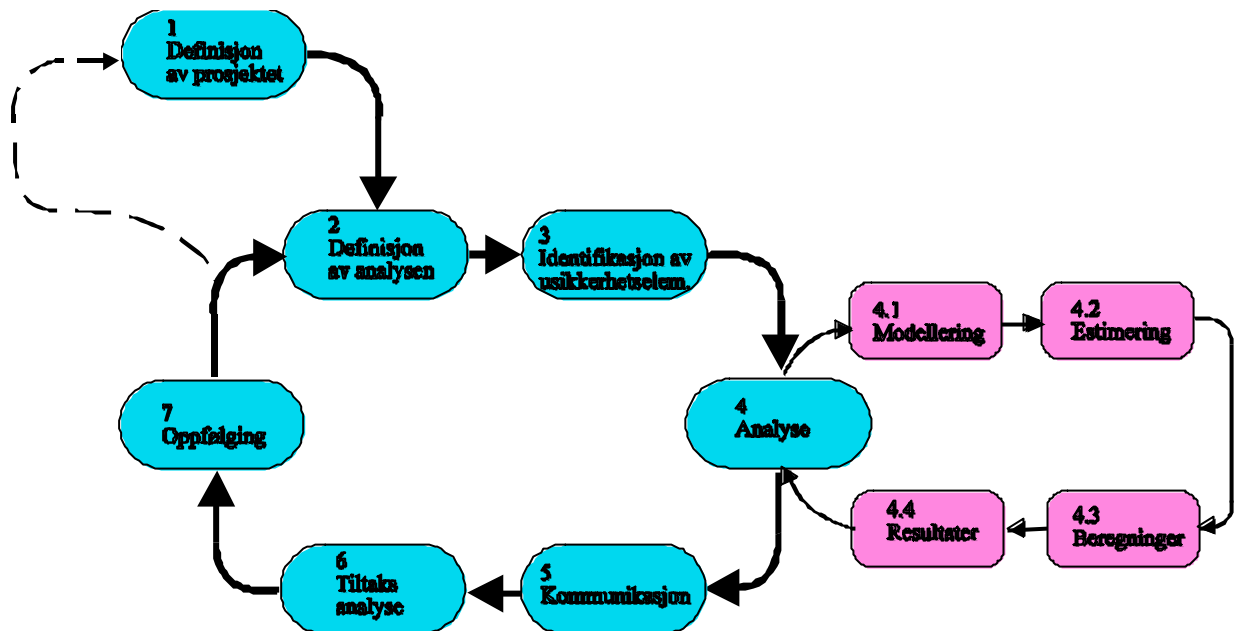 1
Definisjon
av prosjektet
2
Definisjon
av analysen
3
Identifikasjon av
usikkerhetselem.
4
Analyse
4.1
Modellering
4.2
Estimering
4.3
Beregninger
4.4
Resultater
5
Kommunikasjon
6
Tiltaks
analyse
7
Oppfølging